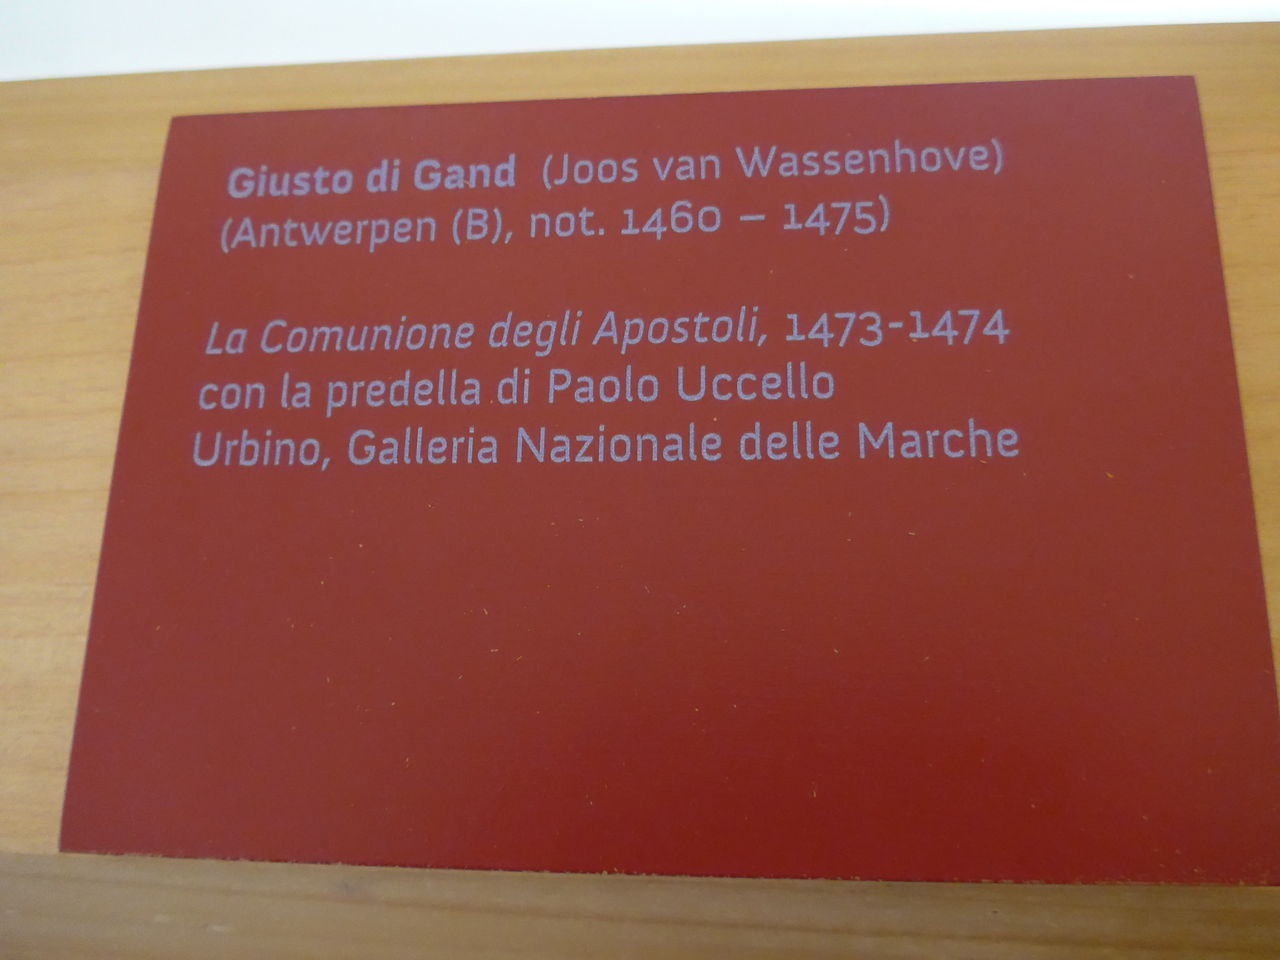 Giusto di Gand (Joos van Wassenhove)
(Antwerpen (B), not. 1460 – 1475)
La Comunione degli Apostoli, 1473-1474
con la predella di Paolo Uccello
Urbino, Galleria Nazionale delle Marche